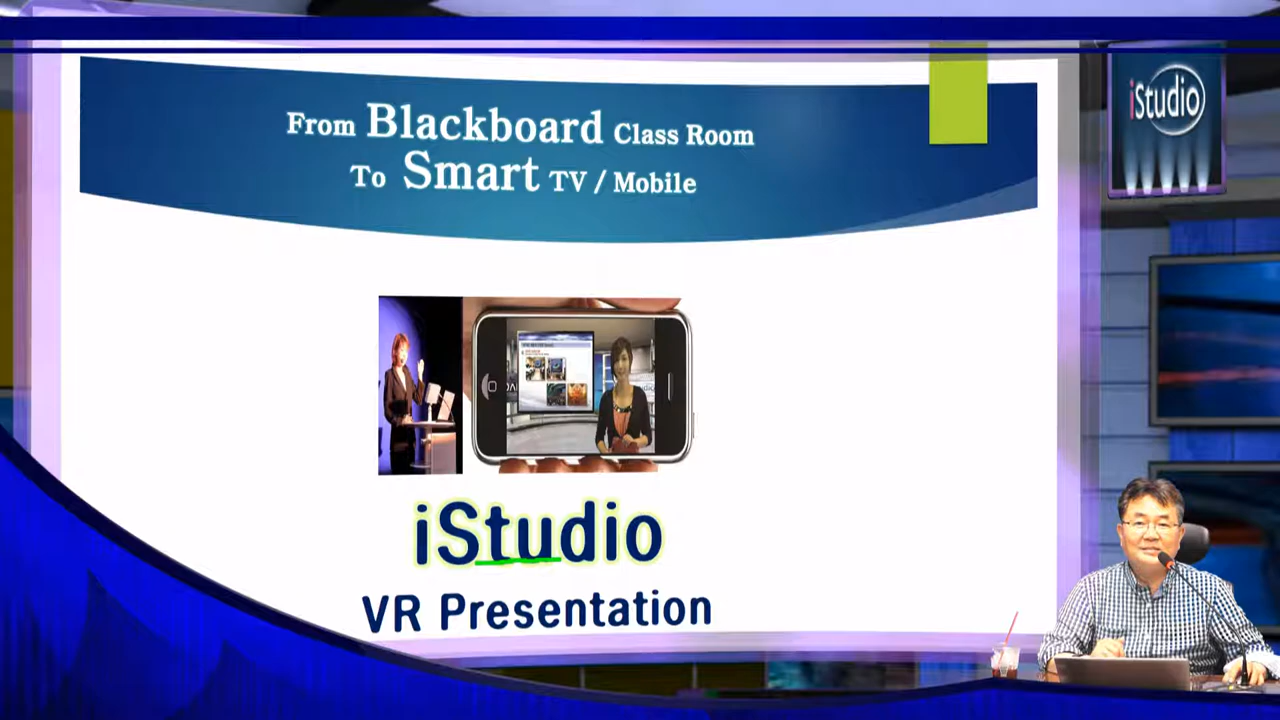 From Blackboard Class Room
To Smart TV / Mobile
iStudio
iStudio
VR Presentation